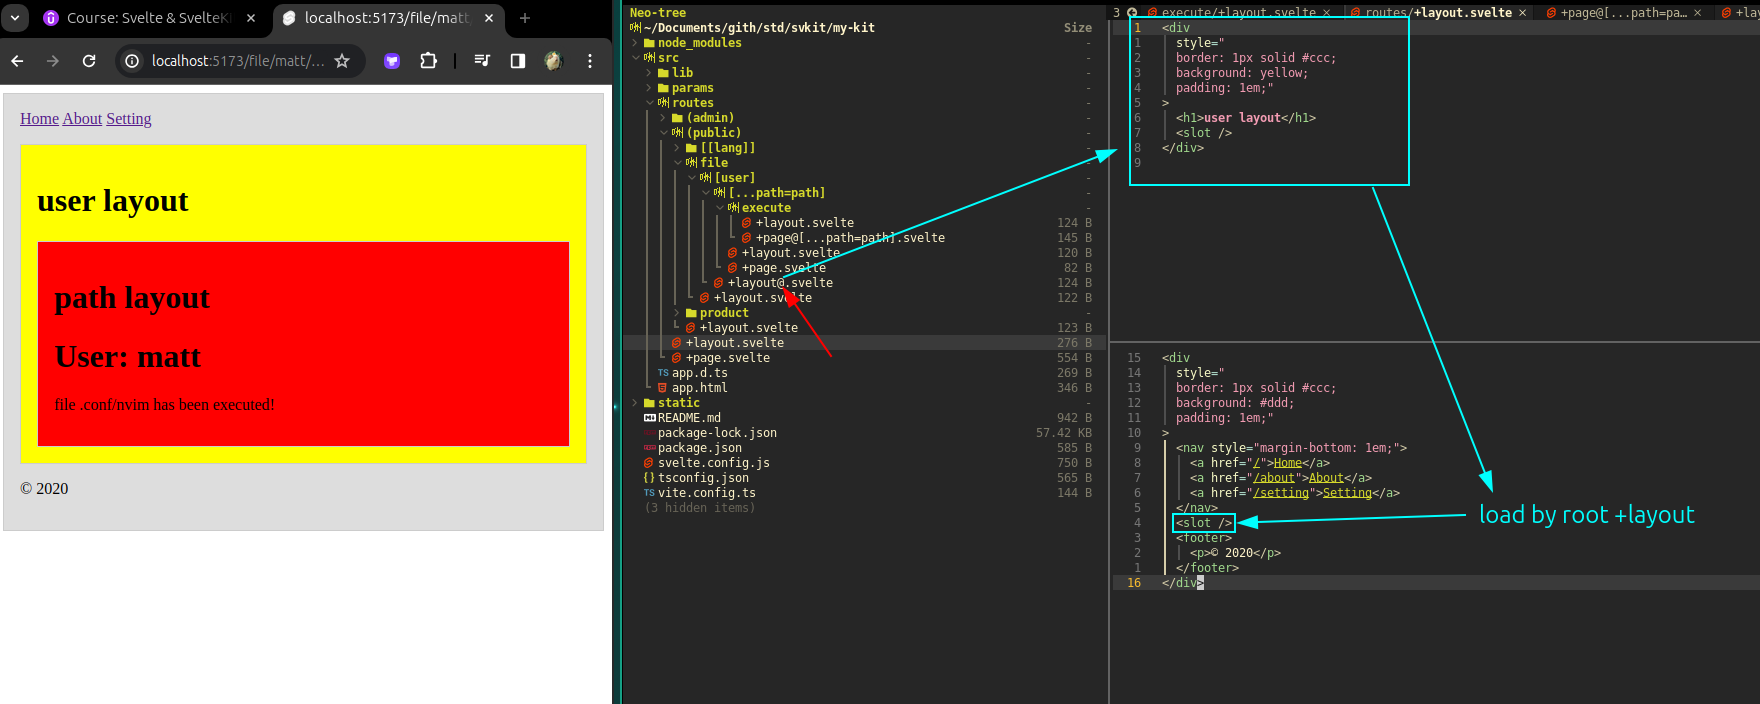 Course: Svelte & SvelteKi
localhost:5173/file/matt
localhost:5173/file/matt/...
Home About Setting
user layout
path layout
User: matt
file .conf/nvim has been executed!
© 2020
Neo-tree
~/Documents/gith/std/svkit/my-kit Size
node_modules -
src -
lib -
params -
routes -
(admin) -
(public) -
[[lang]] -
file -
[user] -
[...path=path] -
execute -
+layout.svelte 124 B
+page@[...path=path].svelte 145 B
+layout.svelte 120 B
+page.svelte 82 B
+layout@.svelte 124 B
+layout.svelte 122 B
product -
+layout.svelte 123 B
+layout.svelte 276 B
+page.svelte 554 B
TS app.d.ts 269 B
app.html 346 B
static -
README.md 942 B
package-lock.json 57.42 KB
package.json 585 B
svelte.config.js 750 B
{} tsconfig.json 565 B
TS vite.config.ts 144 B
(3 hidden items)
3 execute/+layout.svelte × routes/+layout.svelte × +page@[...path=pa… × +layo
1 <div
1 style="
2 border: 1px solid #ccc;
3 background: yellow;
4 padding: 1em;"
5 >
6 <h1>user layout</h1>
7 <slot />
8 </div>
9
15 <div
14 style="
13 border: 1px solid #ccc;
12 background: #ddd;
11 padding: 1em;"
10 >
9 <nav style="margin-bottom: 1em;">
8 <a href="/">Home</a>
7 <a href="/about">About</a>
6 <a href="/setting">Setting</a>
5 </nav>
4 <slot />
3 <footer>
2 <p>© 2020</p>
1 </footer>
16 </div>
load by root +layout